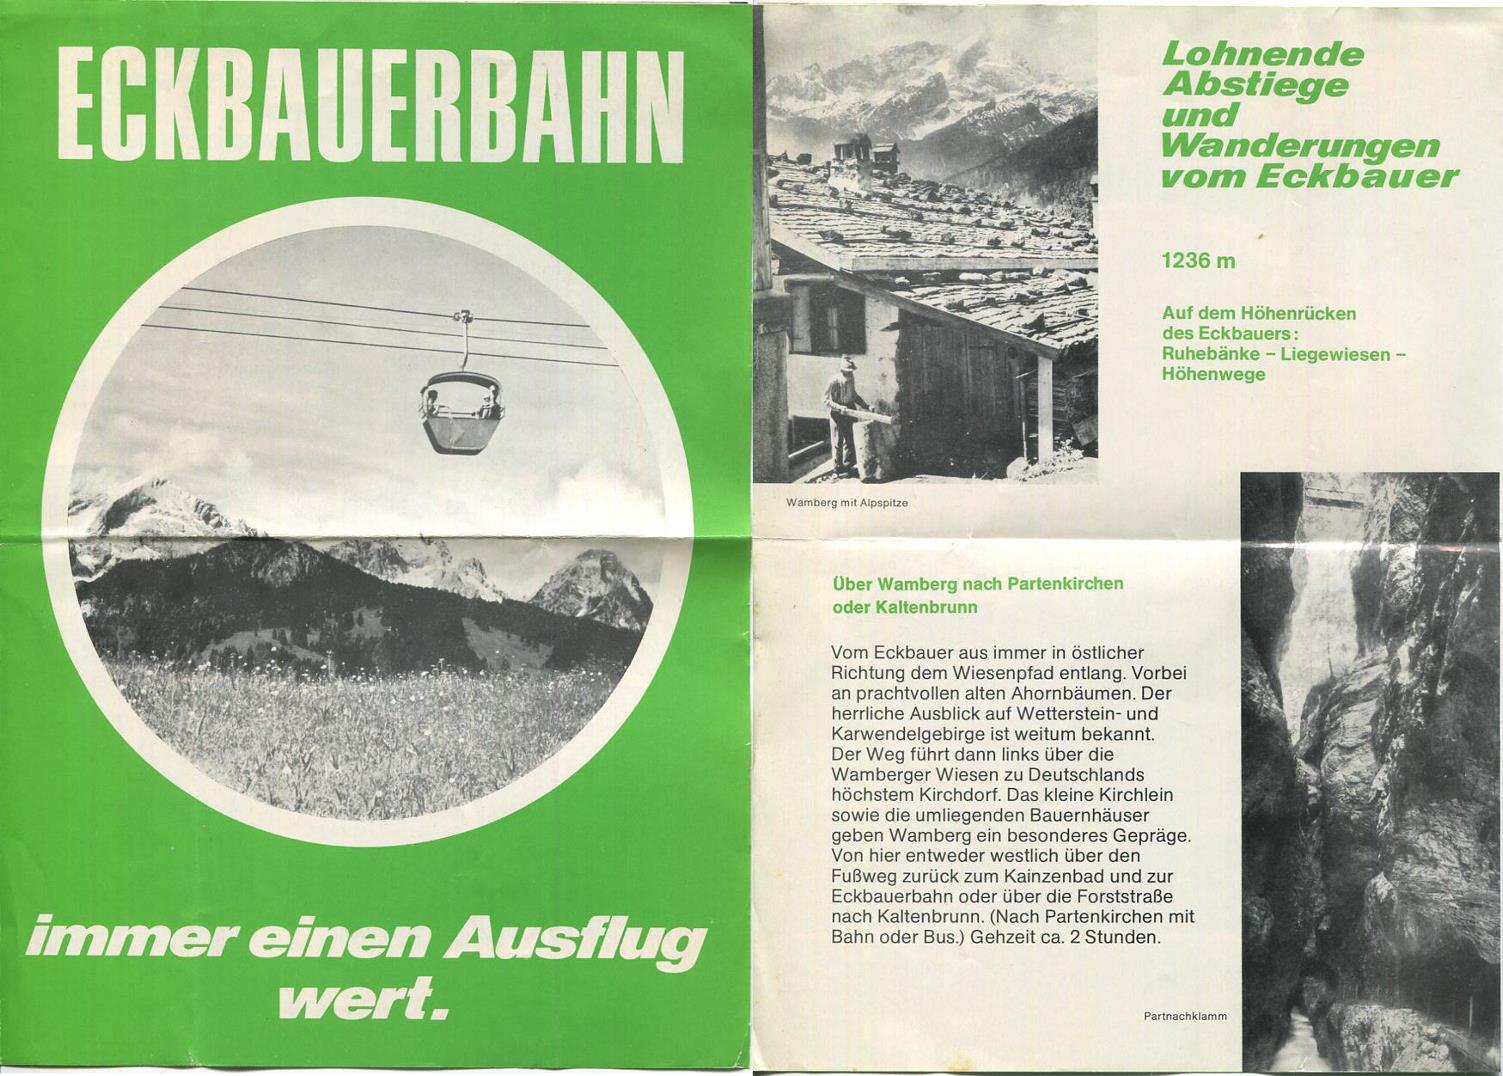 ECKBAUERBAHN
immer einen Ausflug
wert.
Lohnende
Abstiege
und
Wanderungen
vom Eckbauer
1236 m
Auf dem Höhenrücken
des Eckbauers:
Ruhebänke – Liegewiesen –
Höhenwege
Wamberg mit Alpspitze
Über Wamberg nach Partenkirchen
oder Kaltenbrunn
Vom Eckbauer aus immer in östlicher
Richtung dem Wiesenpfad entlang. Vorbei
an prachtvollen alten Ahornbäumen. Der
herrliche Ausblick auf Wetterstein- und
Karwendelgebirge ist weitum bekannt.
Der Weg führt dann links über die
Wamberger Wiesen zu Deutschlands
höchstem Kirchdorf. Das kleine Kirchlein
sowie die umliegenden Bauernhäuser
geben Wamberg ein besonderes Gepräge.
Von hier entweder westlich über den
Fußweg zurück zum Kainzenbad und zur
Eckbauerbahn oder über die Forststraße
nach Kaltenbrunn. (Nach Partenkirchen mit
Bahn oder Bus.) Gehzeit ca. 2 Stunden.
Partnachklamm